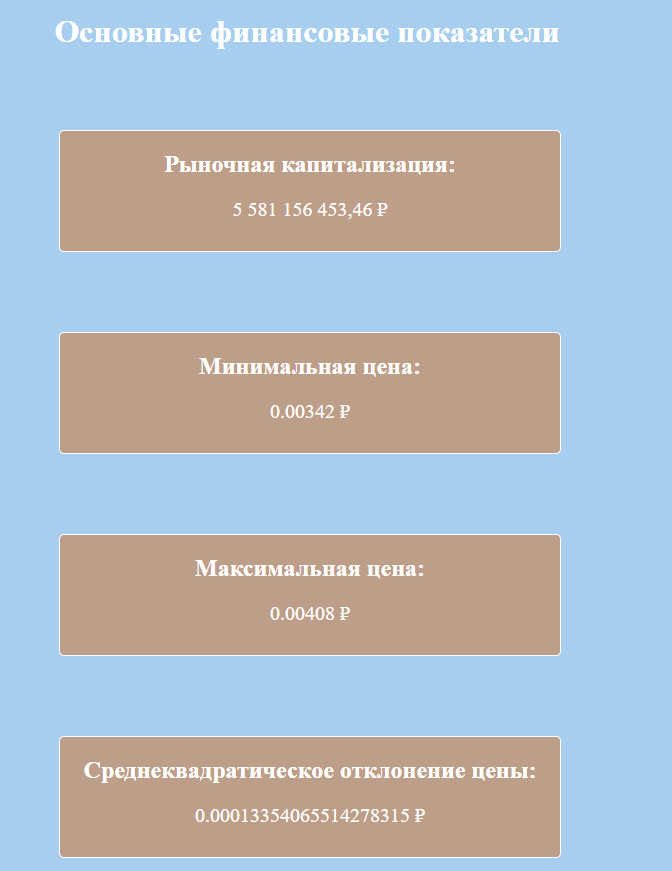 Основные финансовые показатели
Рыночная капитализация:
5 581 156 453,46 ₽
Минимальная цена:
0.00342 ₽
Максимальная цена:
0.00408 ₽
Среднеквадратическое отклонение цены:
0.00013354065514278315 ₽